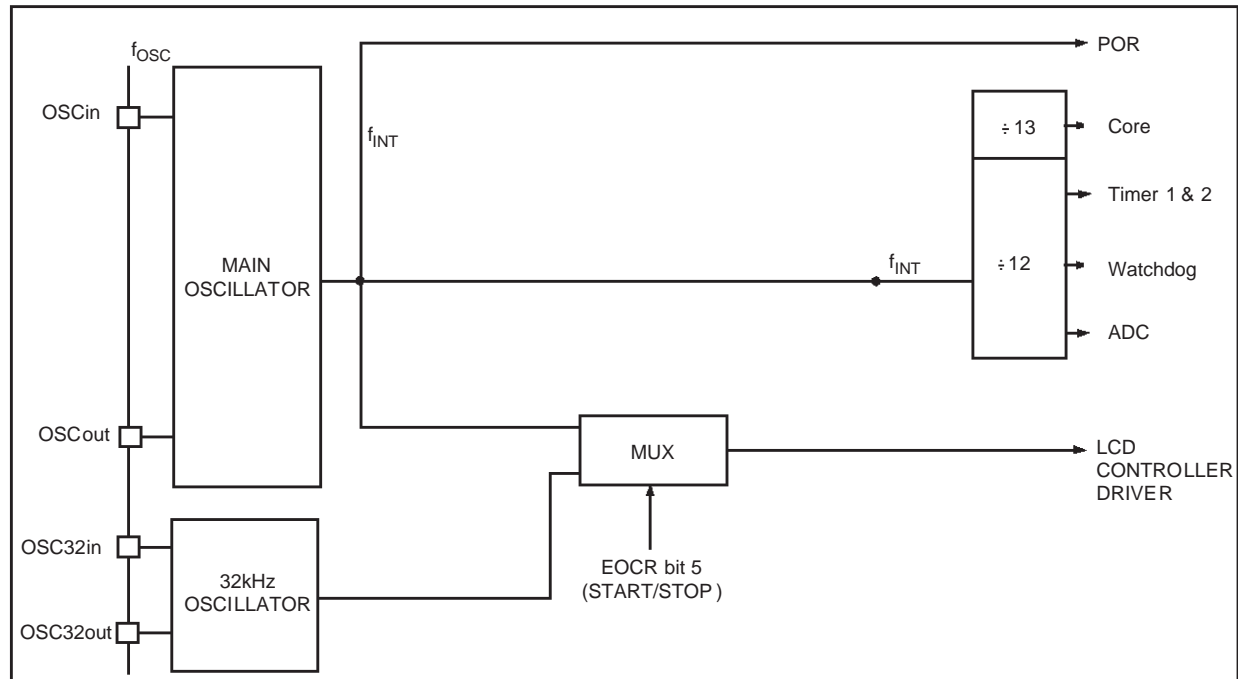 fOSC
POR
OSCin
÷13
Core
fINT
Timer 1 & 2
MAIN
OSCILLATOR
fINT
÷12
Watchdog
ADC
OSCout
MUX
LCD
CONTROLLER
DRIVER
OSC32in
EOCR bit 5
(START/STOP)
32kHz
OSCILLATOR
OSC32out